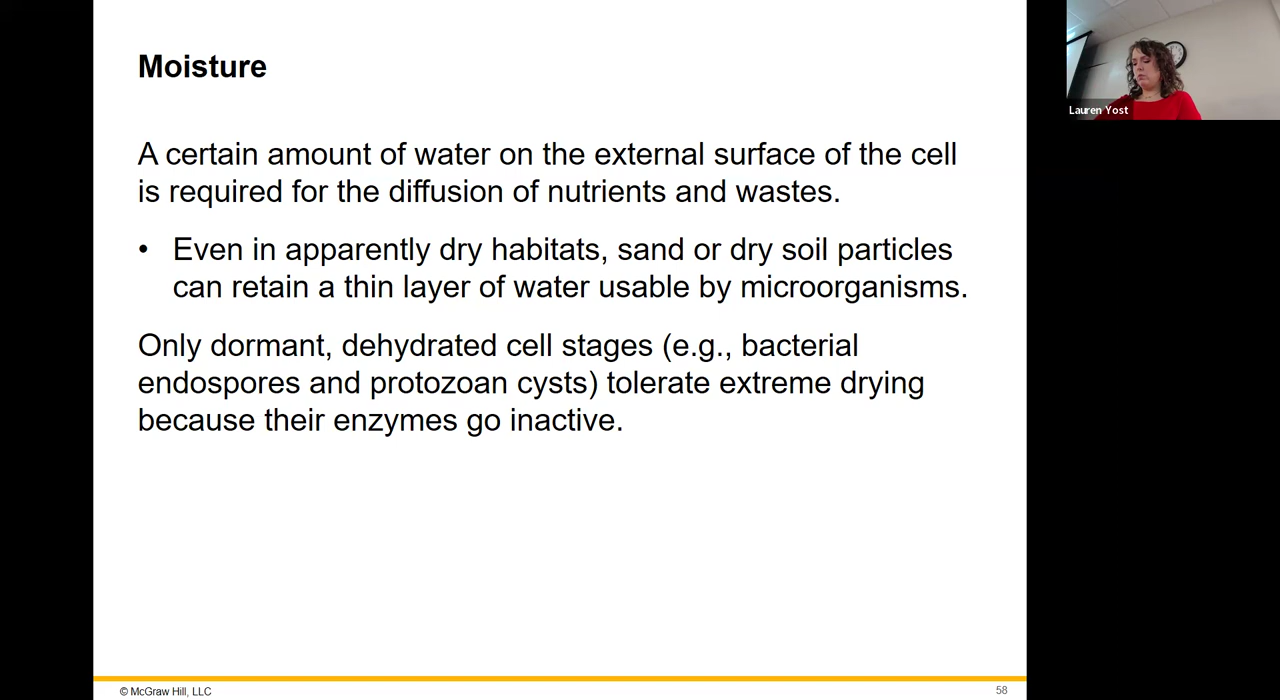 Moisture
A certain amount of water on the external surface of the cell
is required for the diffusion of nutrients and wastes.
• Even in apparently dry habitats, sand or dry soil particles
can retain a thin layer of water usable by microorganisms.
Only dormant, dehydrated cell stages (e.g., bacterial
endospores and protozoan cysts) tolerate extreme drying
because their enzymes go inactive.
© McGraw Hill, LLC
58
Lauren Yost